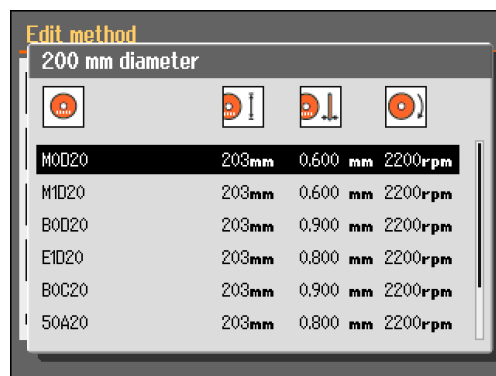 Edit method
200 mm diameter
M0D20 203mm 0.600 mm 2200rpm
M1D20 203mm 0.600 mm 2200rpm
B0D20 203mm 0.900 mm 2200rpm
E1D20 203mm 0.800 mm 2200rpm
B0C20 203mm 0.900 mm 2200rpm
50A20 203mm 0.800 mm 2200rpm